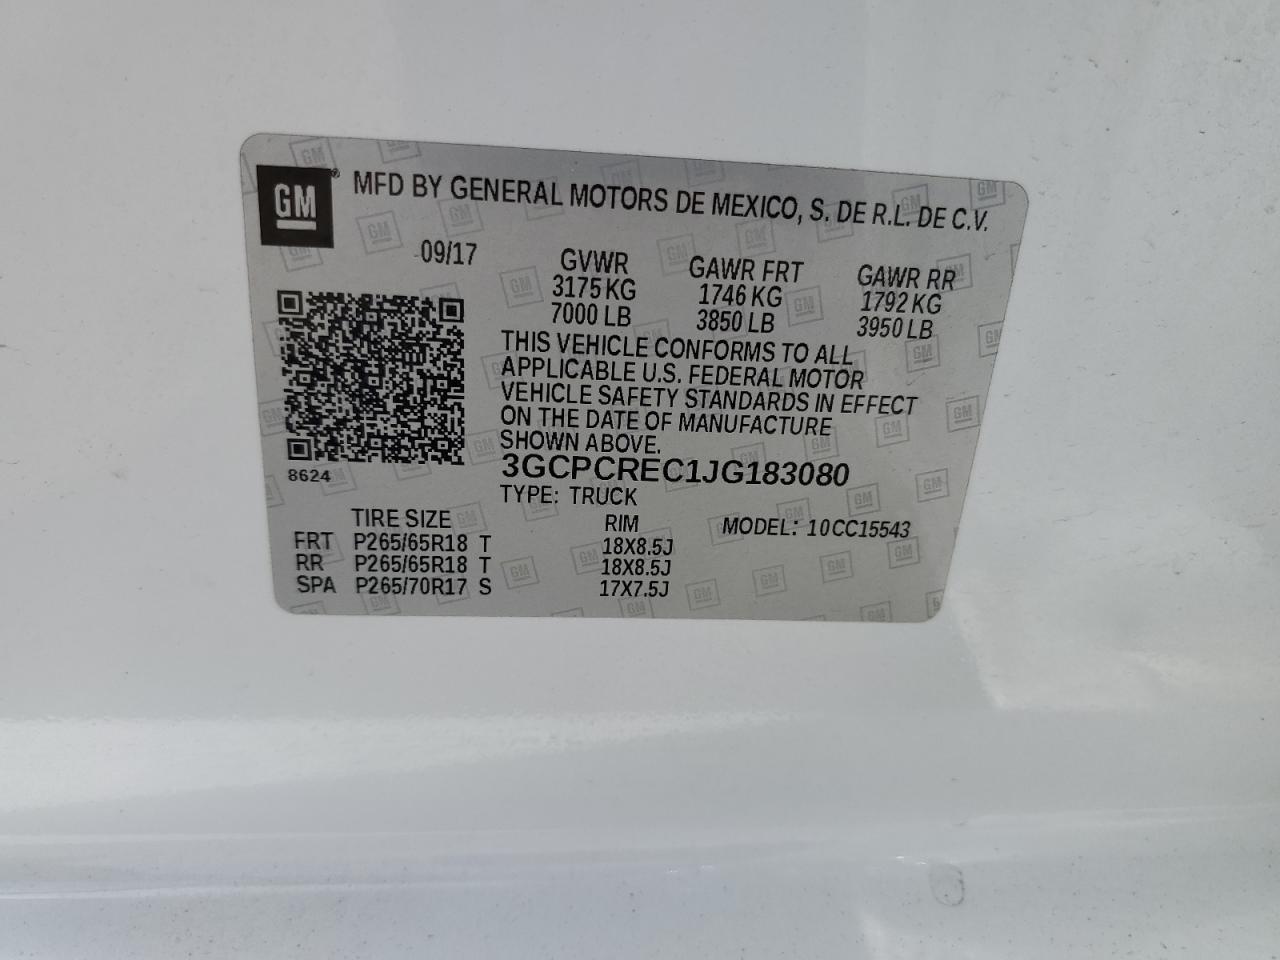 GM ® MFD BY GENERAL MOTORS DE MEXICO, S. DE R.L. DE C.V.
09/17
GVWR GAWR FRT GAWR RR
3175 KG 1746 KG 1792 KG
7000 LB 3850 LB 3950 LB
THIS VEHICLE CONFORMS TO ALL
APPLICABLE U.S. FEDERAL MOTOR
VEHICLE SAFETY STANDARDS IN EFFECT
ON THE DATE OF MANUFACTURE
SHOWN ABOVE.
8624
3GCPCREC1JG183080
TYPE: TRUCK
TIRE SIZE RIM MODEL: 10CC15543
FRT P265/65R18 T 18X8.5J
RR P265/65R18 T 18X8.5J
SPA P265/70R17 S 17X7.5J